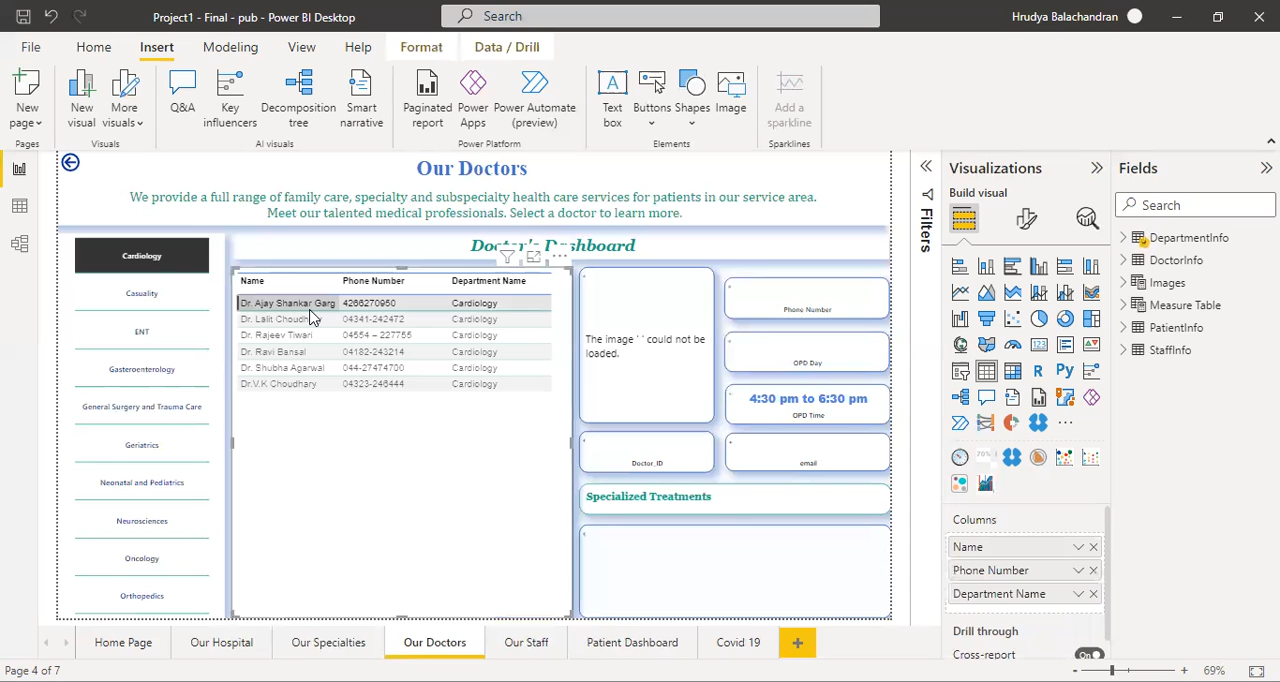 Project1 - Final - pub - Power BI Desktop
Search
Hrudya Balachandran
File
Home
Insert
Modeling
View
Help
Format
Data / Drill
New page
New visual
More visuals
Q&A
Key influencers
Decomposition tree
Smart narrative
Paginated report
Power Apps
Power Automate (preview)
Text box
Buttons
Shapes
Image
Add a sparkline
Pages
Visuals
AI visuals
Power Platform
Elements
Sparklines
Our Doctors
We provide a full range of family care, specialty and subspecialty health care services for patients in our service area.
Meet our talented medical professionals. Select a doctor to learn more.
Cardiology
Casuality
ENT
Gasteroenterology
General Surgery and Trauma Care
Geriatrics
Neonatal and Pediatrics
Neurosciences
Oncology
Orthopedics
Doctor's Dashboard
Name Phone Number Department Name
Dr. Ajay Shankar Garg 4266270950 Cardiology
Dr. Lalit Choudh 04341-242472 Cardiology
Dr. Rajeev Tiwari 04554 – 227755 Cardiology
Dr. Ravi Bansal 04182-243214 Cardiology
Dr. Shubha Agarwal 044-27474700 Cardiology
Dr.V.K Choudhary 04323-246444 Cardiology
The image ' ' could not be
loaded.
Doctor_ID
Phone Number
OPD Day
4:30 pm to 6:30 pm
OPD Time
email
Specialized Treatments
Filters
Visualizations
Build visual
Columns
Name
Phone Number
Department Name
Drill through
Cross-report
On
Fields
Search
DepartmentInfo
DoctorInfo
Images
Measure Table
PatientInfo
StaffInfo
Home Page
Our Hospital
Our Specialties
Our Doctors
Our Staff
Patient Dashboard
Covid 19
Page 4 of 7
69%